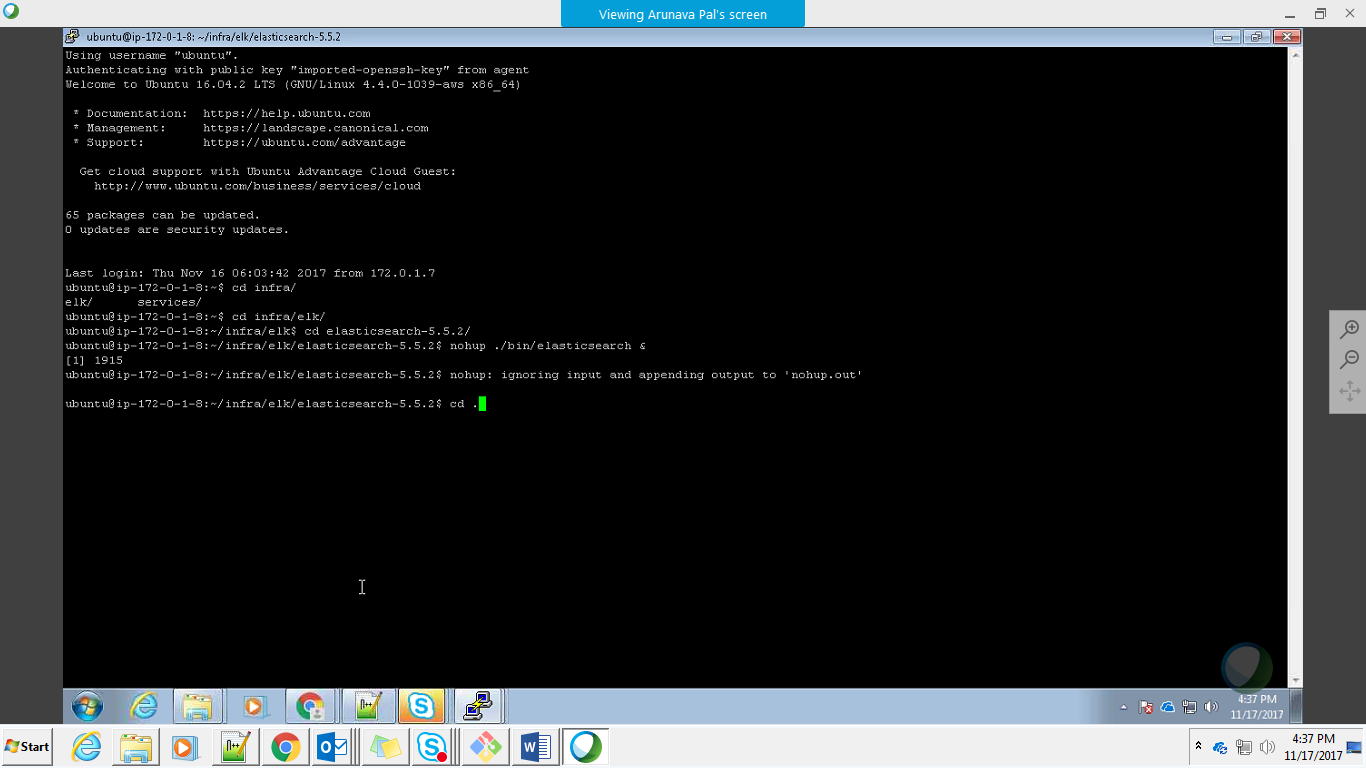 Viewing Arunava Pal's screen
ubuntu@ip-172-0-1-8: ~/infra/elk/elasticsearch-5.5.2
Using username "ubuntu".
Authenticating with public key "imported-openssh-key" from agent
Welcome to Ubuntu 16.04.2 LTS (GNU/Linux 4.4.0-1039-aws x86_64)
* Documentation:  https://help.ubuntu.com
* Management:     https://landscape.canonical.com
* Support:        https://ubuntu.com/advantage
Get cloud support with Ubuntu Advantage Cloud Guest:
http://www.ubuntu.com/business/services/cloud
65 packages can be updated.
0 updates are security updates.
Last login: Thu Nov 16 06:03:42 2017 from 172.0.1.7
ubuntu@ip-172-0-1-8:~$ cd infra/
elk/      services/
ubuntu@ip-172-0-1-8:~$ cd infra/elk/
ubuntu@ip-172-0-1-8:~/infra/elk$ cd elasticsearch-5.5.2/
ubuntu@ip-172-0-1-8:~/infra/elk/elasticsearch-5.5.2$ nohup ./bin/elasticsearch &
[1] 1915
ubuntu@ip-172-0-1-8:~/infra/elk/elasticsearch-5.5.2$ nohup: ignoring input and appending output to 'nohup.out'
ubuntu@ip-172-0-1-8:~/infra/elk/elasticsearch-5.5.2$ cd .
4:37 PM
11/17/2017
Start
4:37 PM
11/17/2017